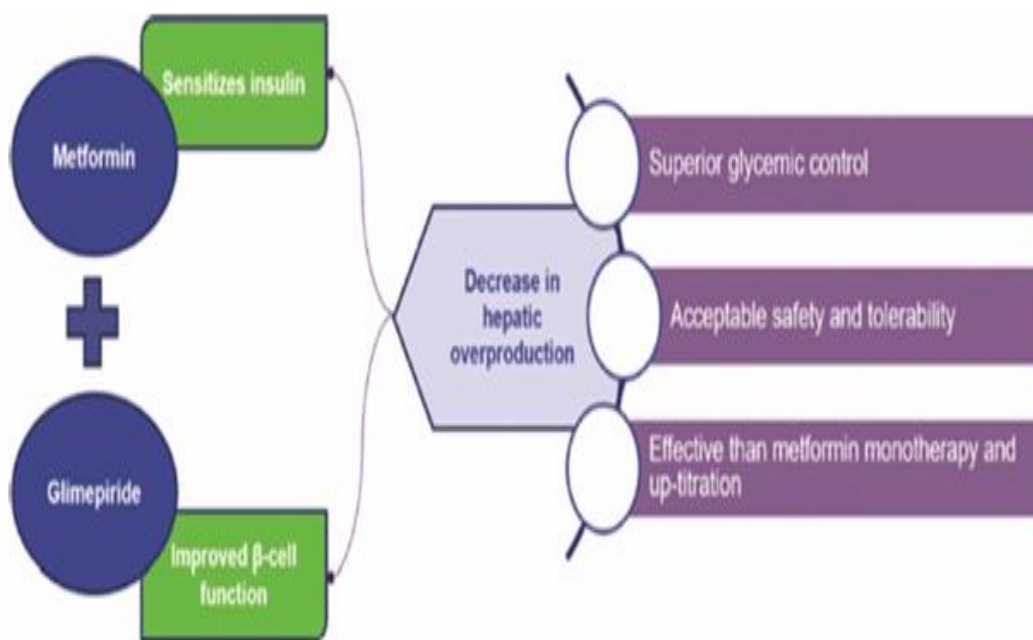 Metformin
Sensitizes insulin
Glimepiride
Improved β-cell
function
Decrease in
hepatic
overproduction
Superior glycemic control
Acceptable safety and tolerability
Effective than metformin monotherapy and
up-titration